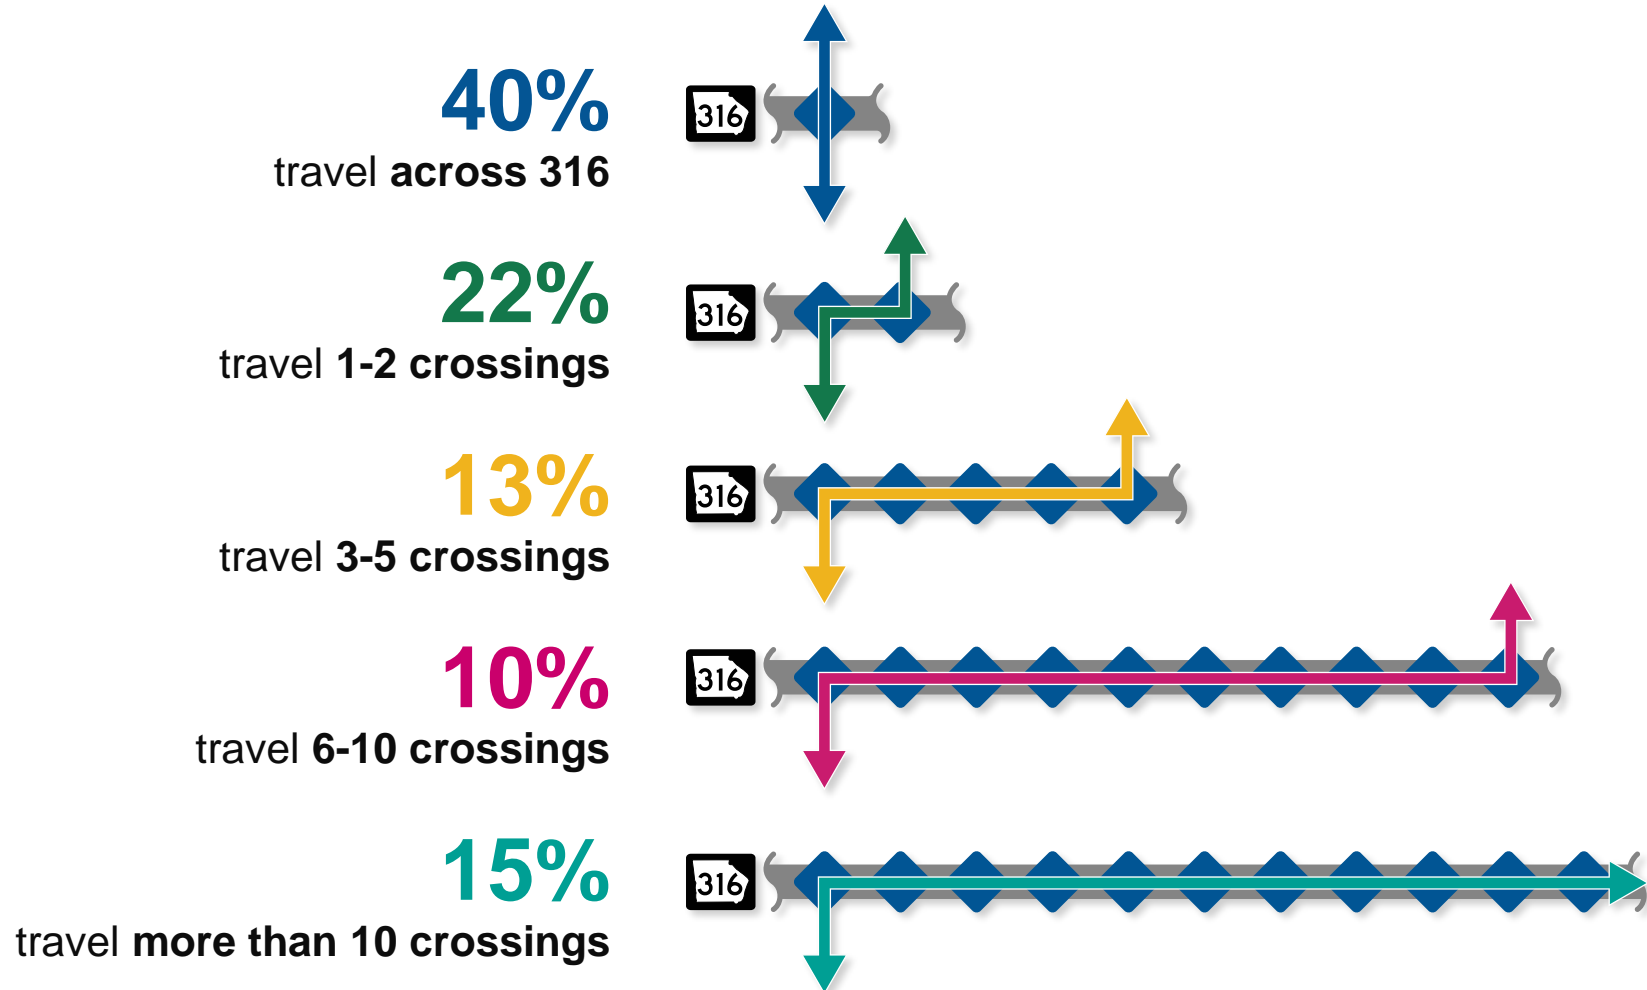 40%
316
travel across 316
22%
316
travel 1-2 crossings
13%
316
travel 3-5 crossings
10%
316
travel 6-10 crossings
15%
316
travel more than 10 crossings